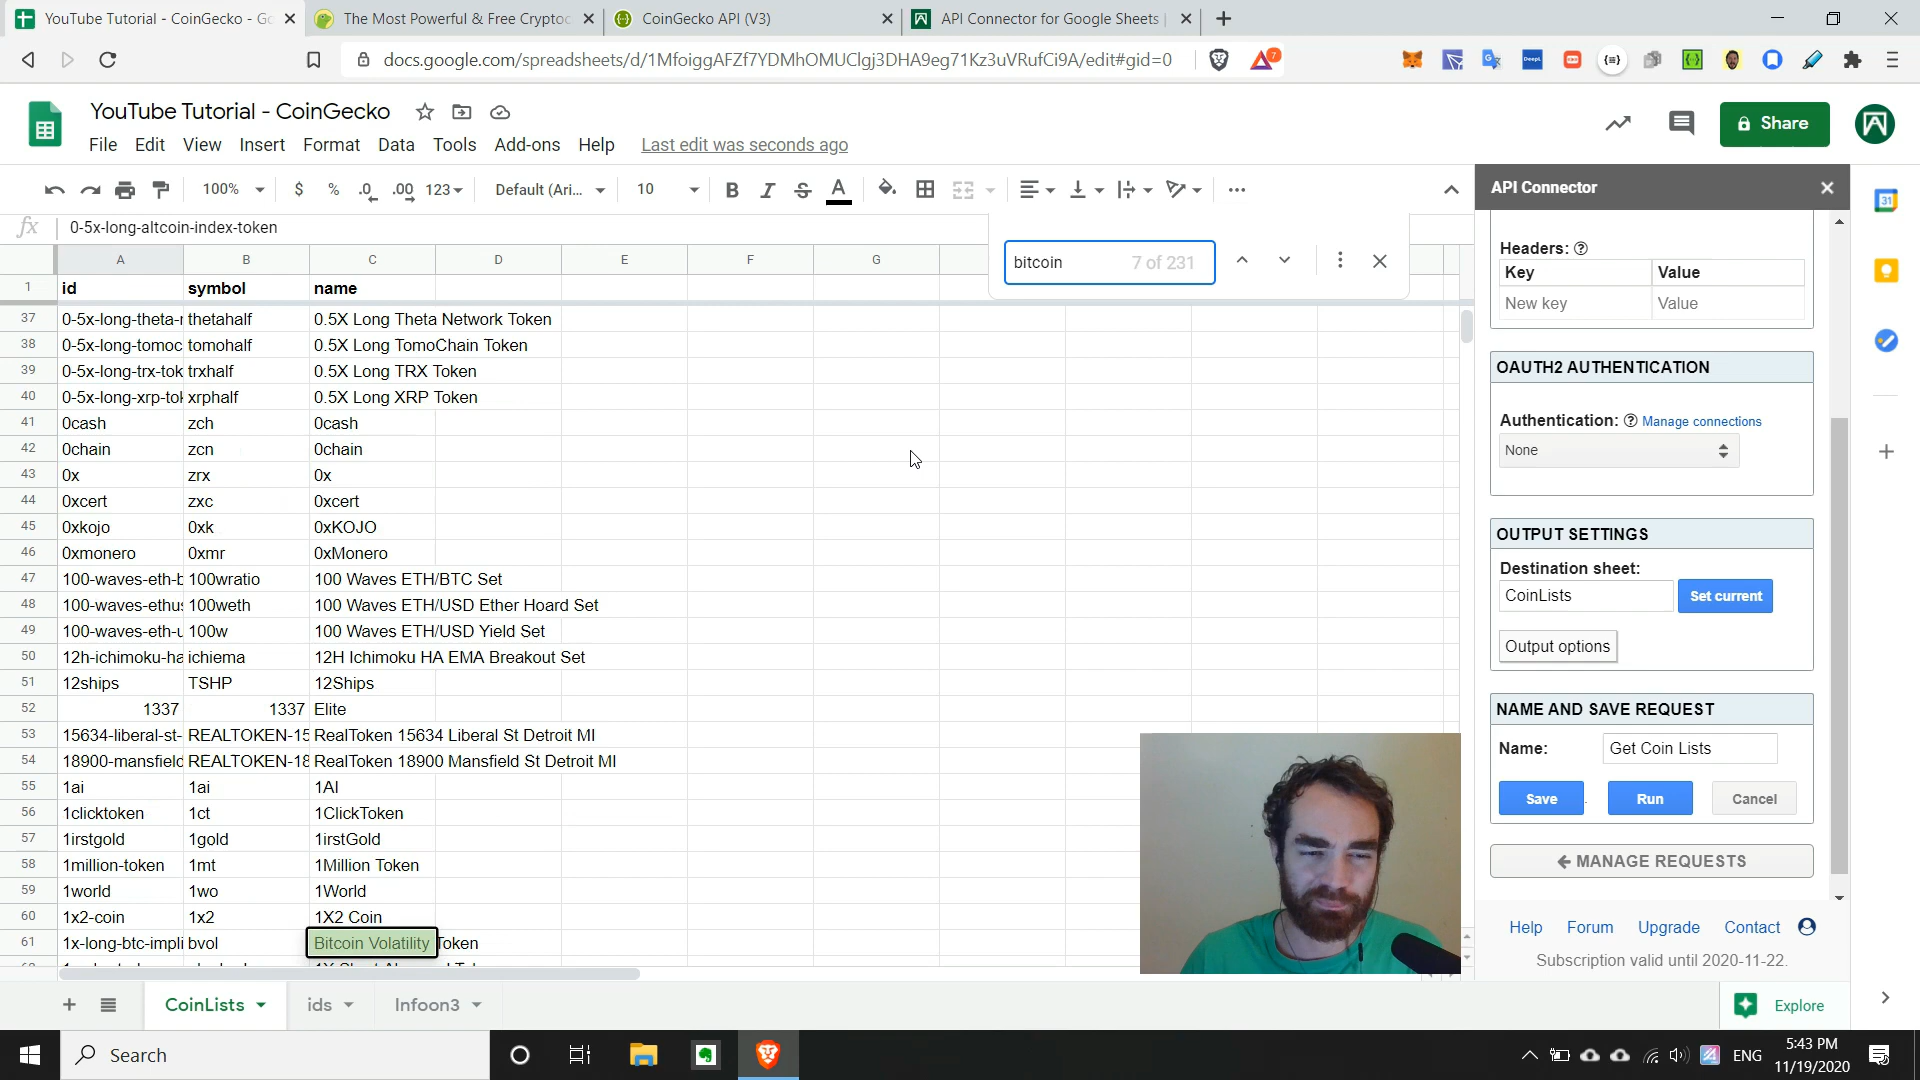 YouTube Tutorial - CoinGecko - Go
The Most Powerful & Free Cryptoc
CoinGecko API (V3)
API Connector for Google Sheets |
docs.google.com/spreadsheets/d/1MfoiggAFZf7YDMhOMUClgj3DHA9eg71Kz3uVRufCi9A/edit#gid=0
7
DeepL
YouTube Tutorial - CoinGecko
File Edit View Insert Format Data Tools Add-ons Help Last edit was seconds ago
Share
100% $ % .0 .00 123 Default (Ari... 10 B I S A
API Connector
31
fx 0-5x-long-altcoin-index-token
bitcoin 7 of 231
A B C D E F G
1 id symbol name
37 0-5x-long-theta-r thetahalf 0.5X Long Theta Network Token
38 0-5x-long-tomoc tomohalf 0.5X Long TomoChain Token
39 0-5x-long-trx-tok trxhalf 0.5X Long TRX Token
40 0-5x-long-xrp-tok xrphalf 0.5X Long XRP Token
41 0cash zch 0cash
42 0chain zcn 0chain
43 0x zrx 0x
44 0xcert zxc 0xcert
45 0xkojo 0xk 0xKOJO
46 0xmonero 0xmr 0xMonero
47 100-waves-eth-b 100wratio 100 Waves ETH/BTC Set
48 100-waves-ethus 100weth 100 Waves ETH/USD Ether Hoard Set
49 100-waves-eth-u 100w 100 Waves ETH/USD Yield Set
50 12h-ichimoku-ha ichiema 12H Ichimoku HA EMA Breakout Set
51 12ships TSHP 12Ships
52 1337 1337 Elite
53 15634-liberal-st- REALTOKEN-15 RealToken 15634 Liberal St Detroit MI
54 18900-mansfield REALTOKEN-18 RealToken 18900 Mansfield St Detroit MI
55 1ai 1ai 1AI
56 1clicktoken 1ct 1ClickToken
57 1irstgold 1gold 1irstGold
58 1million-token 1mt 1Million Token
59 1world 1wo 1World
60 1x2-coin 1x2 1X2 Coin
61 1x-long-btc-impli bvol Bitcoin Volatility Token
Headers:
Key Value
New key Value
OAUTH2 AUTHENTICATION
Authentication: Manage connections
None
OUTPUT SETTINGS
Destination sheet:
CoinLists Set current
Output options
NAME AND SAVE REQUEST
Name: Get Coin Lists
Save Run Cancel
MANAGE REQUESTS
Help Forum Upgrade Contact
Subscription valid until 2020-11-22.
CoinLists ids Infoon3
Explore
Search
ENG
5:43 PM
11/19/2020